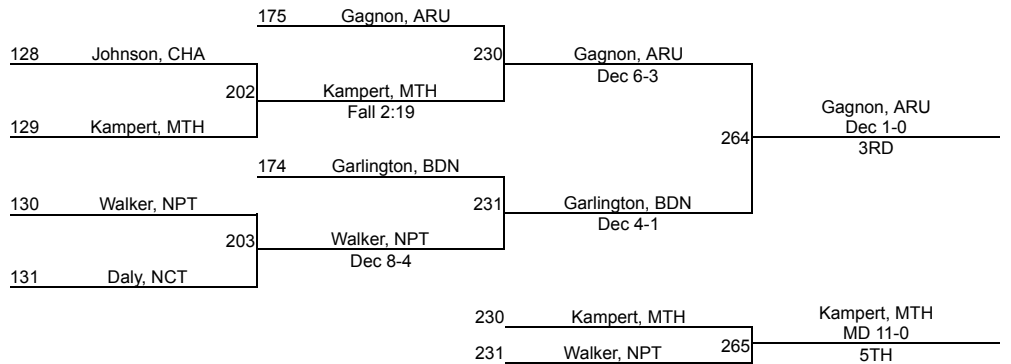 175 Gagnon, ARU
128 Johnson, CHA
230 Gagnon, ARU
Dec 6-3
202 Kampert, MTH
Fall 2:19
129 Kampert, MTH
264 Gagnon, ARU
Dec 1-0
3RD
174 Garlington, BDN
130 Walker, NPT
231 Garlington, BDN
Dec 4-1
203 Walker, NPT
Dec 8-4
131 Daly, NCT
230 Kampert, MTH
231 Walker, NPT
265 Kampert, MTH
MD 11-0
5TH